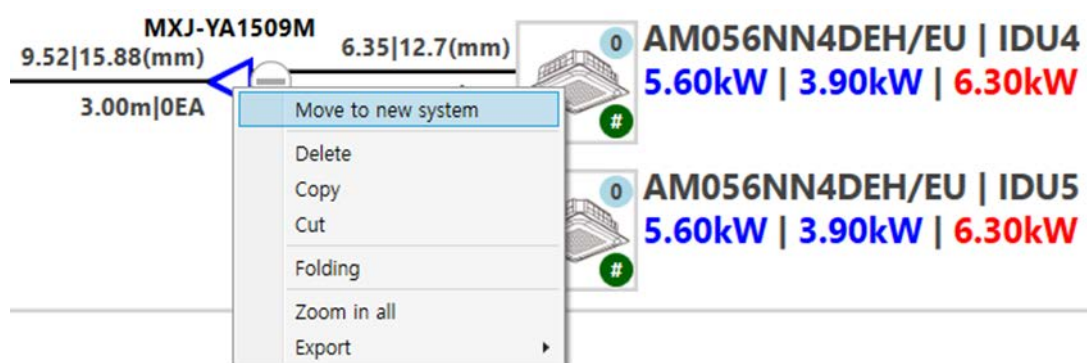 MXJ-YA1509M
9.52|15.88(mm)
6.35|12.7(mm)
3.00m|0EA
0
AM056NN4DEH/EU | IDU4
5.60kW | 3.90kW | 6.30kW
#
Move to new system
Delete
Copy
Cut
Folding
Zoom in all
Export
0
AM056NN4DEH/EU | IDU5
5.60kW | 3.90kW | 6.30kW
#